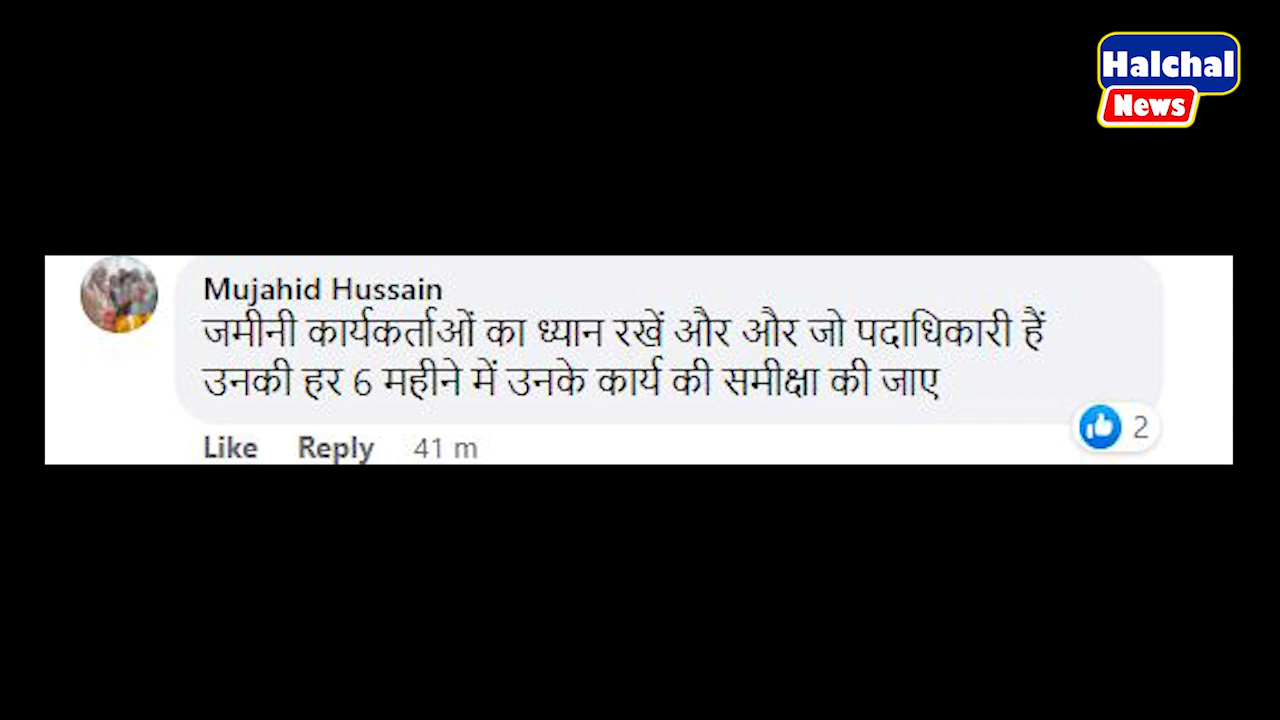 Halchal
News
Mujahid Hussain
जमीनी कार्यकर्ताओं का ध्यान रखें और और जो पदाधिकारी हैं
उनकी हर 6 महीने में उनके कार्य की समीक्षा की जाए
2
Like Reply 41 m